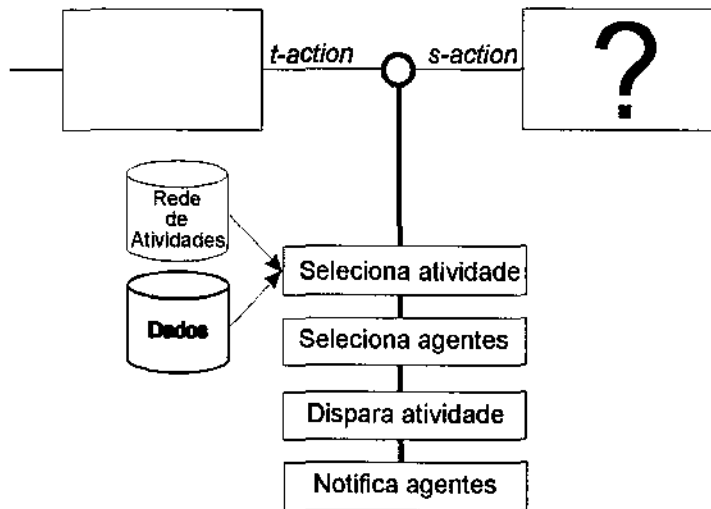 t-action
s-action
?
Rede
de
Atividades
Dados
Seleciona atividade
Seleciona agentes
Dispara atividade
Notifica agentes